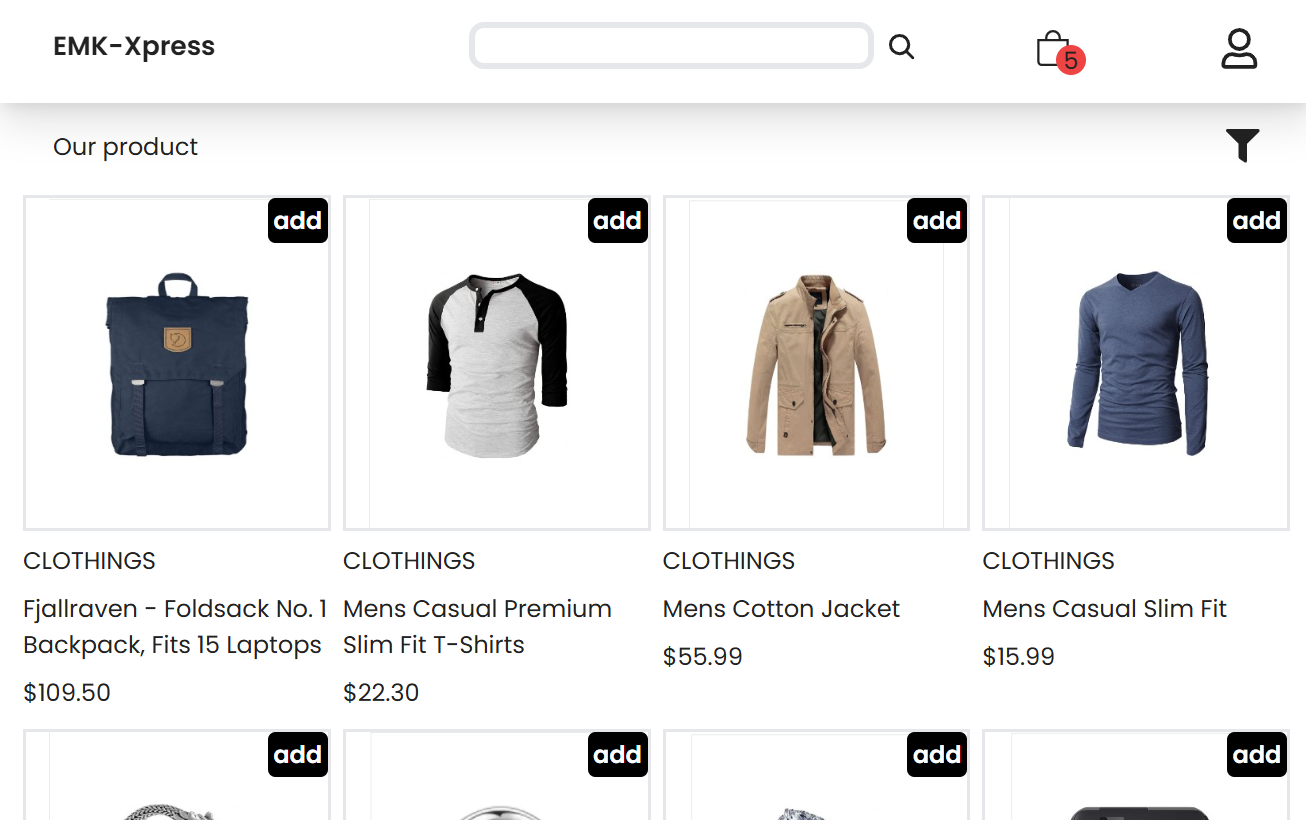 EMK-Xpress
5
Our product
add
add
add
add
CLOTHINGS
Fjallraven - Foldsack No. 1
Backpack, Fits 15 Laptops
$109.50
CLOTHINGS
Mens Casual Premium
Slim Fit T-Shirts
$22.30
CLOTHINGS
Mens Cotton Jacket
$55.99
CLOTHINGS
Mens Casual Slim Fit
$15.99
add
add
add
add